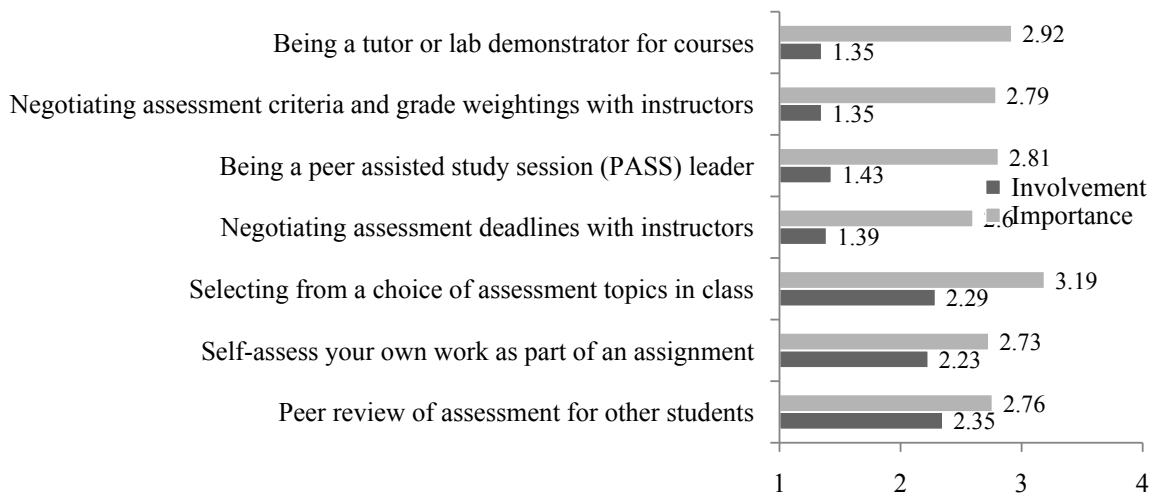 Being a tutor or lab demonstrator for courses
2.92
1.35
Negotiating assessment criteria and grade weightings with instructors
2.79
1.35
Being a peer assisted study session (PASS) leader
2.81
1.43
Involvement
Importance
Negotiating assessment deadlines with instructors
2.6
1.39
Selecting from a choice of assessment topics in class
3.19
2.29
Self-assess your own work as part of an assignment
2.73
2.23
Peer review of assessment for other students
2.76
2.35
1 2 3 4